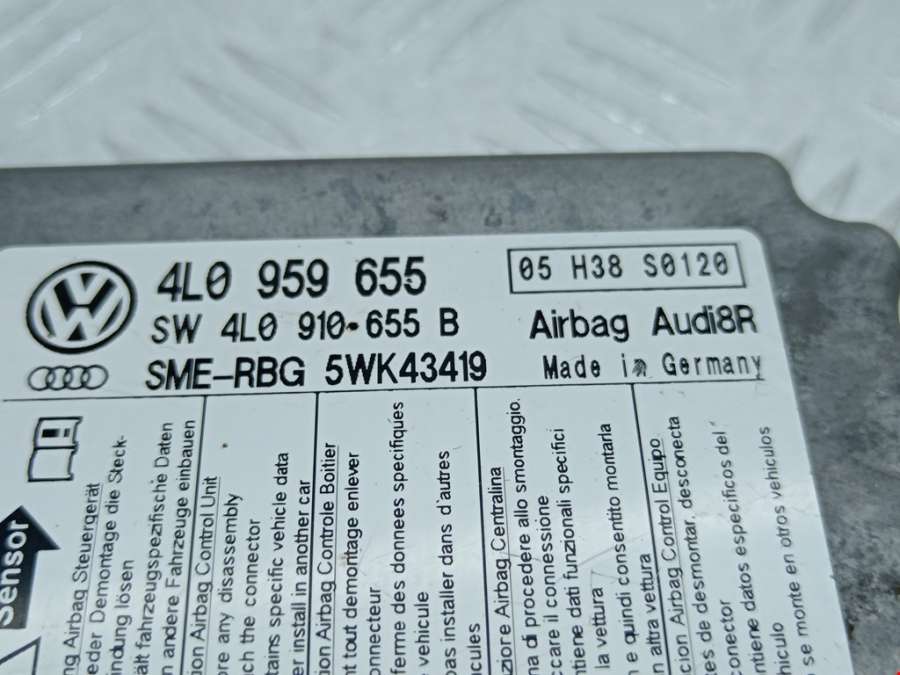 4L0 959 655
05 H38 S0120
SW 4L0 910-655 B
Airbag Audi8R
SME-RBG 5WK43419
Made in Germany
Sensor
Airbag Steuergerät
der Demontage die Steck-
lösen
fahrzeugspezifische Daten
andere Fahrzeuge einbauen
Airbag Control Unit
any disassembly
the connector
specific vehicle data
install in another car
Airbag Controle Boitier
tout demontage enlever
ferme des donnees specifiques
vehicule
pas installer dans d'autres
Airbag Centralina
di procedere allo smontaggio.
il connessione
dati funzionali specifici
la vettura
e quindi consentito montarla
altra vettura
Airbag Control Equipo
de desmontar, desconecta
datos especificos del
se monte en otros vehiculos